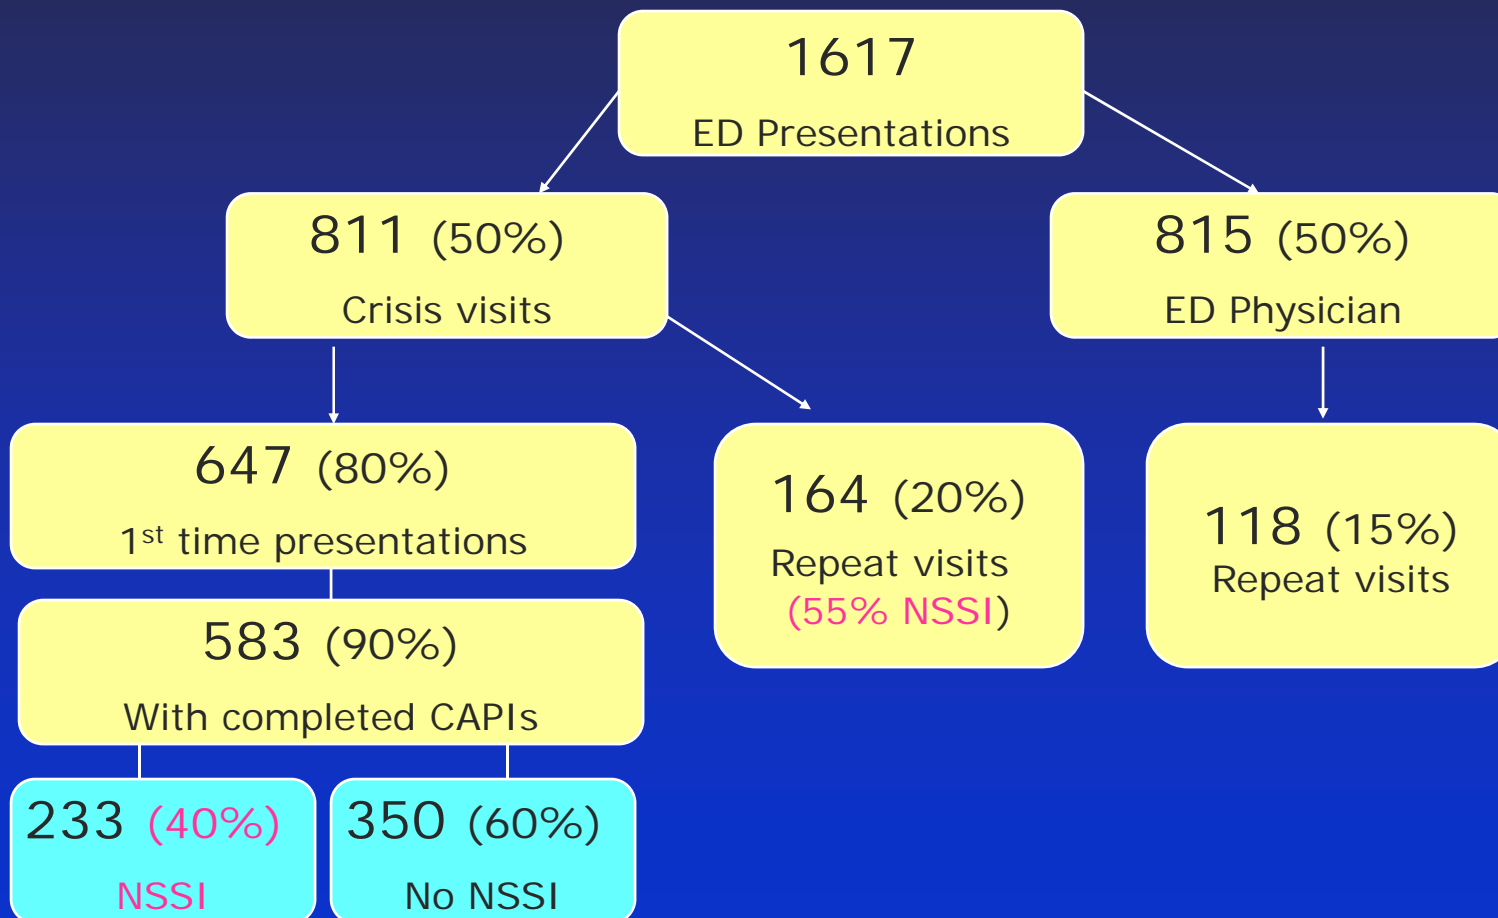 1617
ED Presentations
811 (50%)
Crisis visits
815 (50%)
ED Physician
647 (80%)
1st time presentations
164 (20%)
Repeat visits
(55% NSSI)
118 (15%)
Repeat visits
583 (90%)
With completed CAPIs
233 (40%)
NSSI
350 (60%)
No NSSI